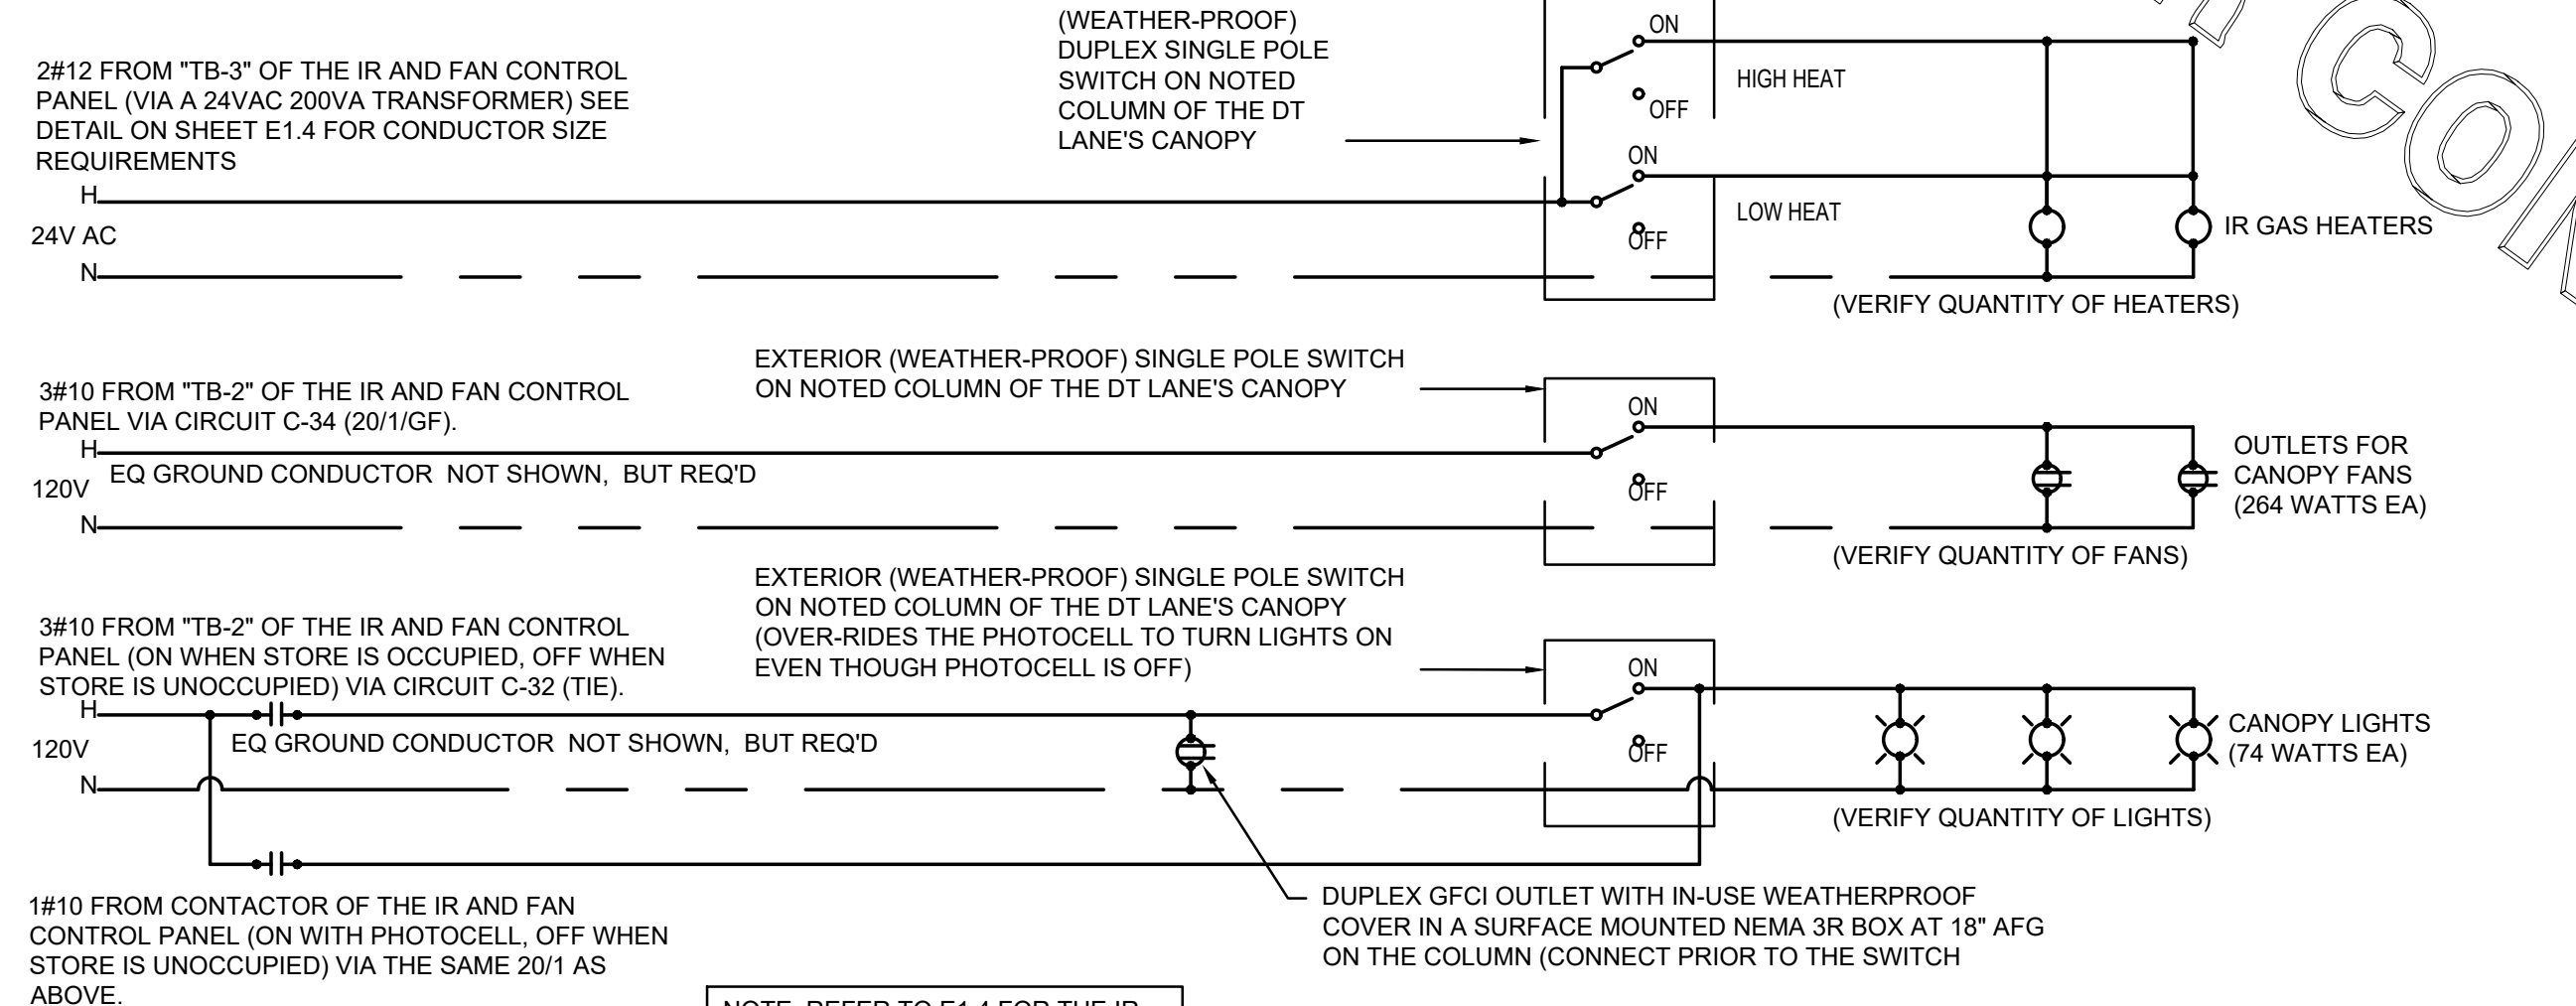 (WEATHER-PROOF)
DUPLEX SINGLE POLE
SWITCH ON NOTED
COLUMN OF THE DT
LANE'S CANOPY
2#12 FROM "TB-3" OF THE IR AND FAN CONTROL
PANEL (VIA A 24VAC 200VA TRANSFORMER) SEE
DETAIL ON SHEET E1.4 FOR CONDUCTOR SIZE
REQUIREMENTS
H
24V AC
N
ON
OFF
HIGH HEAT
ON
OFF
LOW HEAT
IR GAS HEATERS
(VERIFY QUANTITY OF HEATERS)
EXTERIOR (WEATHER-PROOF) SINGLE POLE SWITCH
ON NOTED COLUMN OF THE DT LANE'S CANOPY
3#10 FROM "TB-2" OF THE IR AND FAN CONTROL
PANEL VIA CIRCUIT C-34 (20/1/GF).
H
EQ GROUND CONDUCTOR NOT SHOWN, BUT REQ'D
120V
N
ON
OFF
OUTLETS FOR
CANOPY FANS
(264 WATTS EA)
(VERIFY QUANTITY OF FANS)
EXTERIOR (WEATHER-PROOF) SINGLE POLE SWITCH
ON NOTED COLUMN OF THE DT LANE'S CANOPY
(OVER-RIDES THE PHOTOCELL TO TURN LIGHTS ON
EVEN THOUGH PHOTOCELL IS OFF)
3#10 FROM "TB-2" OF THE IR AND FAN CONTROL
PANEL (ON WHEN STORE IS OCCUPIED, OFF WHEN
STORE IS UNOCCUPIED) VIA CIRCUIT C-32 (TIE).
H
EQ GROUND CONDUCTOR NOT SHOWN, BUT REQ'D
120V
N
ON
OFF
CANOPY LIGHTS
(74 WATTS EA)
(VERIFY QUANTITY OF LIGHTS)
DUPLEX GFCI OUTLET WITH IN-USE WEATHERPROOF
COVER IN A SURFACE MOUNTED NEMA 3R BOX AT 18" AFG
ON THE COLUMN (CONNECT PRIOR TO THE SWITCH
1#10 FROM CONTACTOR OF THE IR AND FAN
CONTROL PANEL (ON WITH PHOTOCELL, OFF WHEN
STORE IS UNOCCUPIED) VIA THE SAME 20/1 AS
ABOVE.
NOTE REFER TO E1.4 FOR THE IR